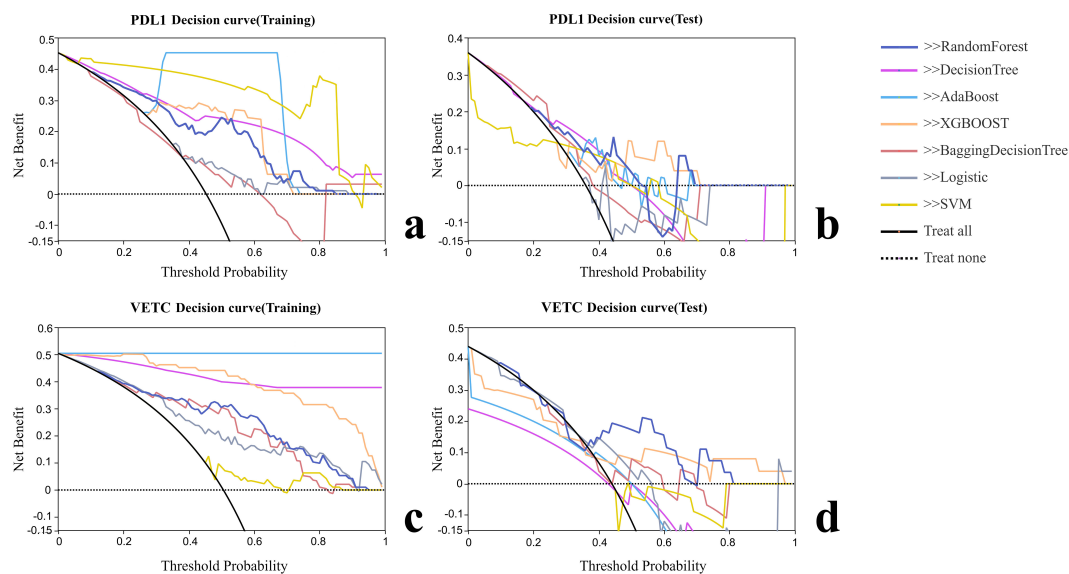 PDL1 Decision curve(Training)
0.5
0.4
0.3
0.2
0.1
0
-0.1
-0.15
Net Benefit
0
0.2
0.4
0.6
0.8
1
Threshold Probability
a
PDL1 Decision curve(Test)
0.4
0.3
0.2
0.1
0
-0.1
-0.15
Net Benefit
0
0.2
0.4
0.6
0.8
1
Threshold Probability
b
>>RandomForest
>>DecisionTree
>>AdaBoost
>>XGBOOST
>>BaggingDecisionTree
>>Logistic
>>SVM
Treat all
Treat none
VETC Decision curve(Training)
0.6
0.5
0.4
0.3
0.2
0.1
0
-0.1
-0.15
Net Benefit
0
0.2
0.4
0.6
0.8
1
Threshold Probability
c
VETC Decision curve(Test)
0.5
0.4
0.3
0.2
0.1
0
-0.1
-0.15
Net Benefit
0
0.2
0.4
0.6
0.8
1
Threshold Probability
d